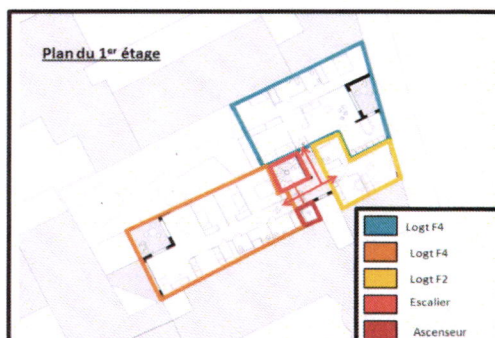 Plan du 1er étage
Logt F4
Logt F4
Logt F2
Escalier
Ascenseur